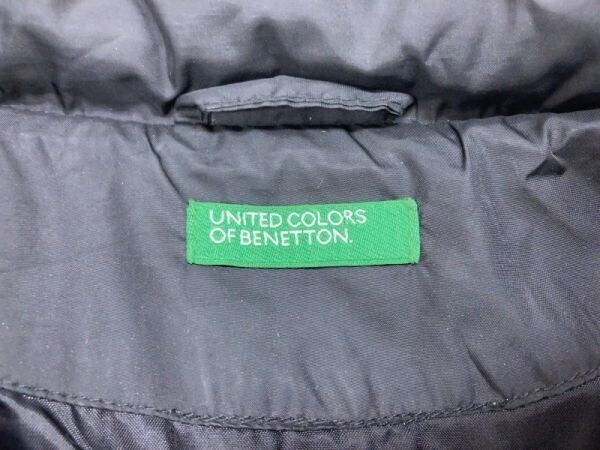 UNITED COLORS
OF BENETTON.